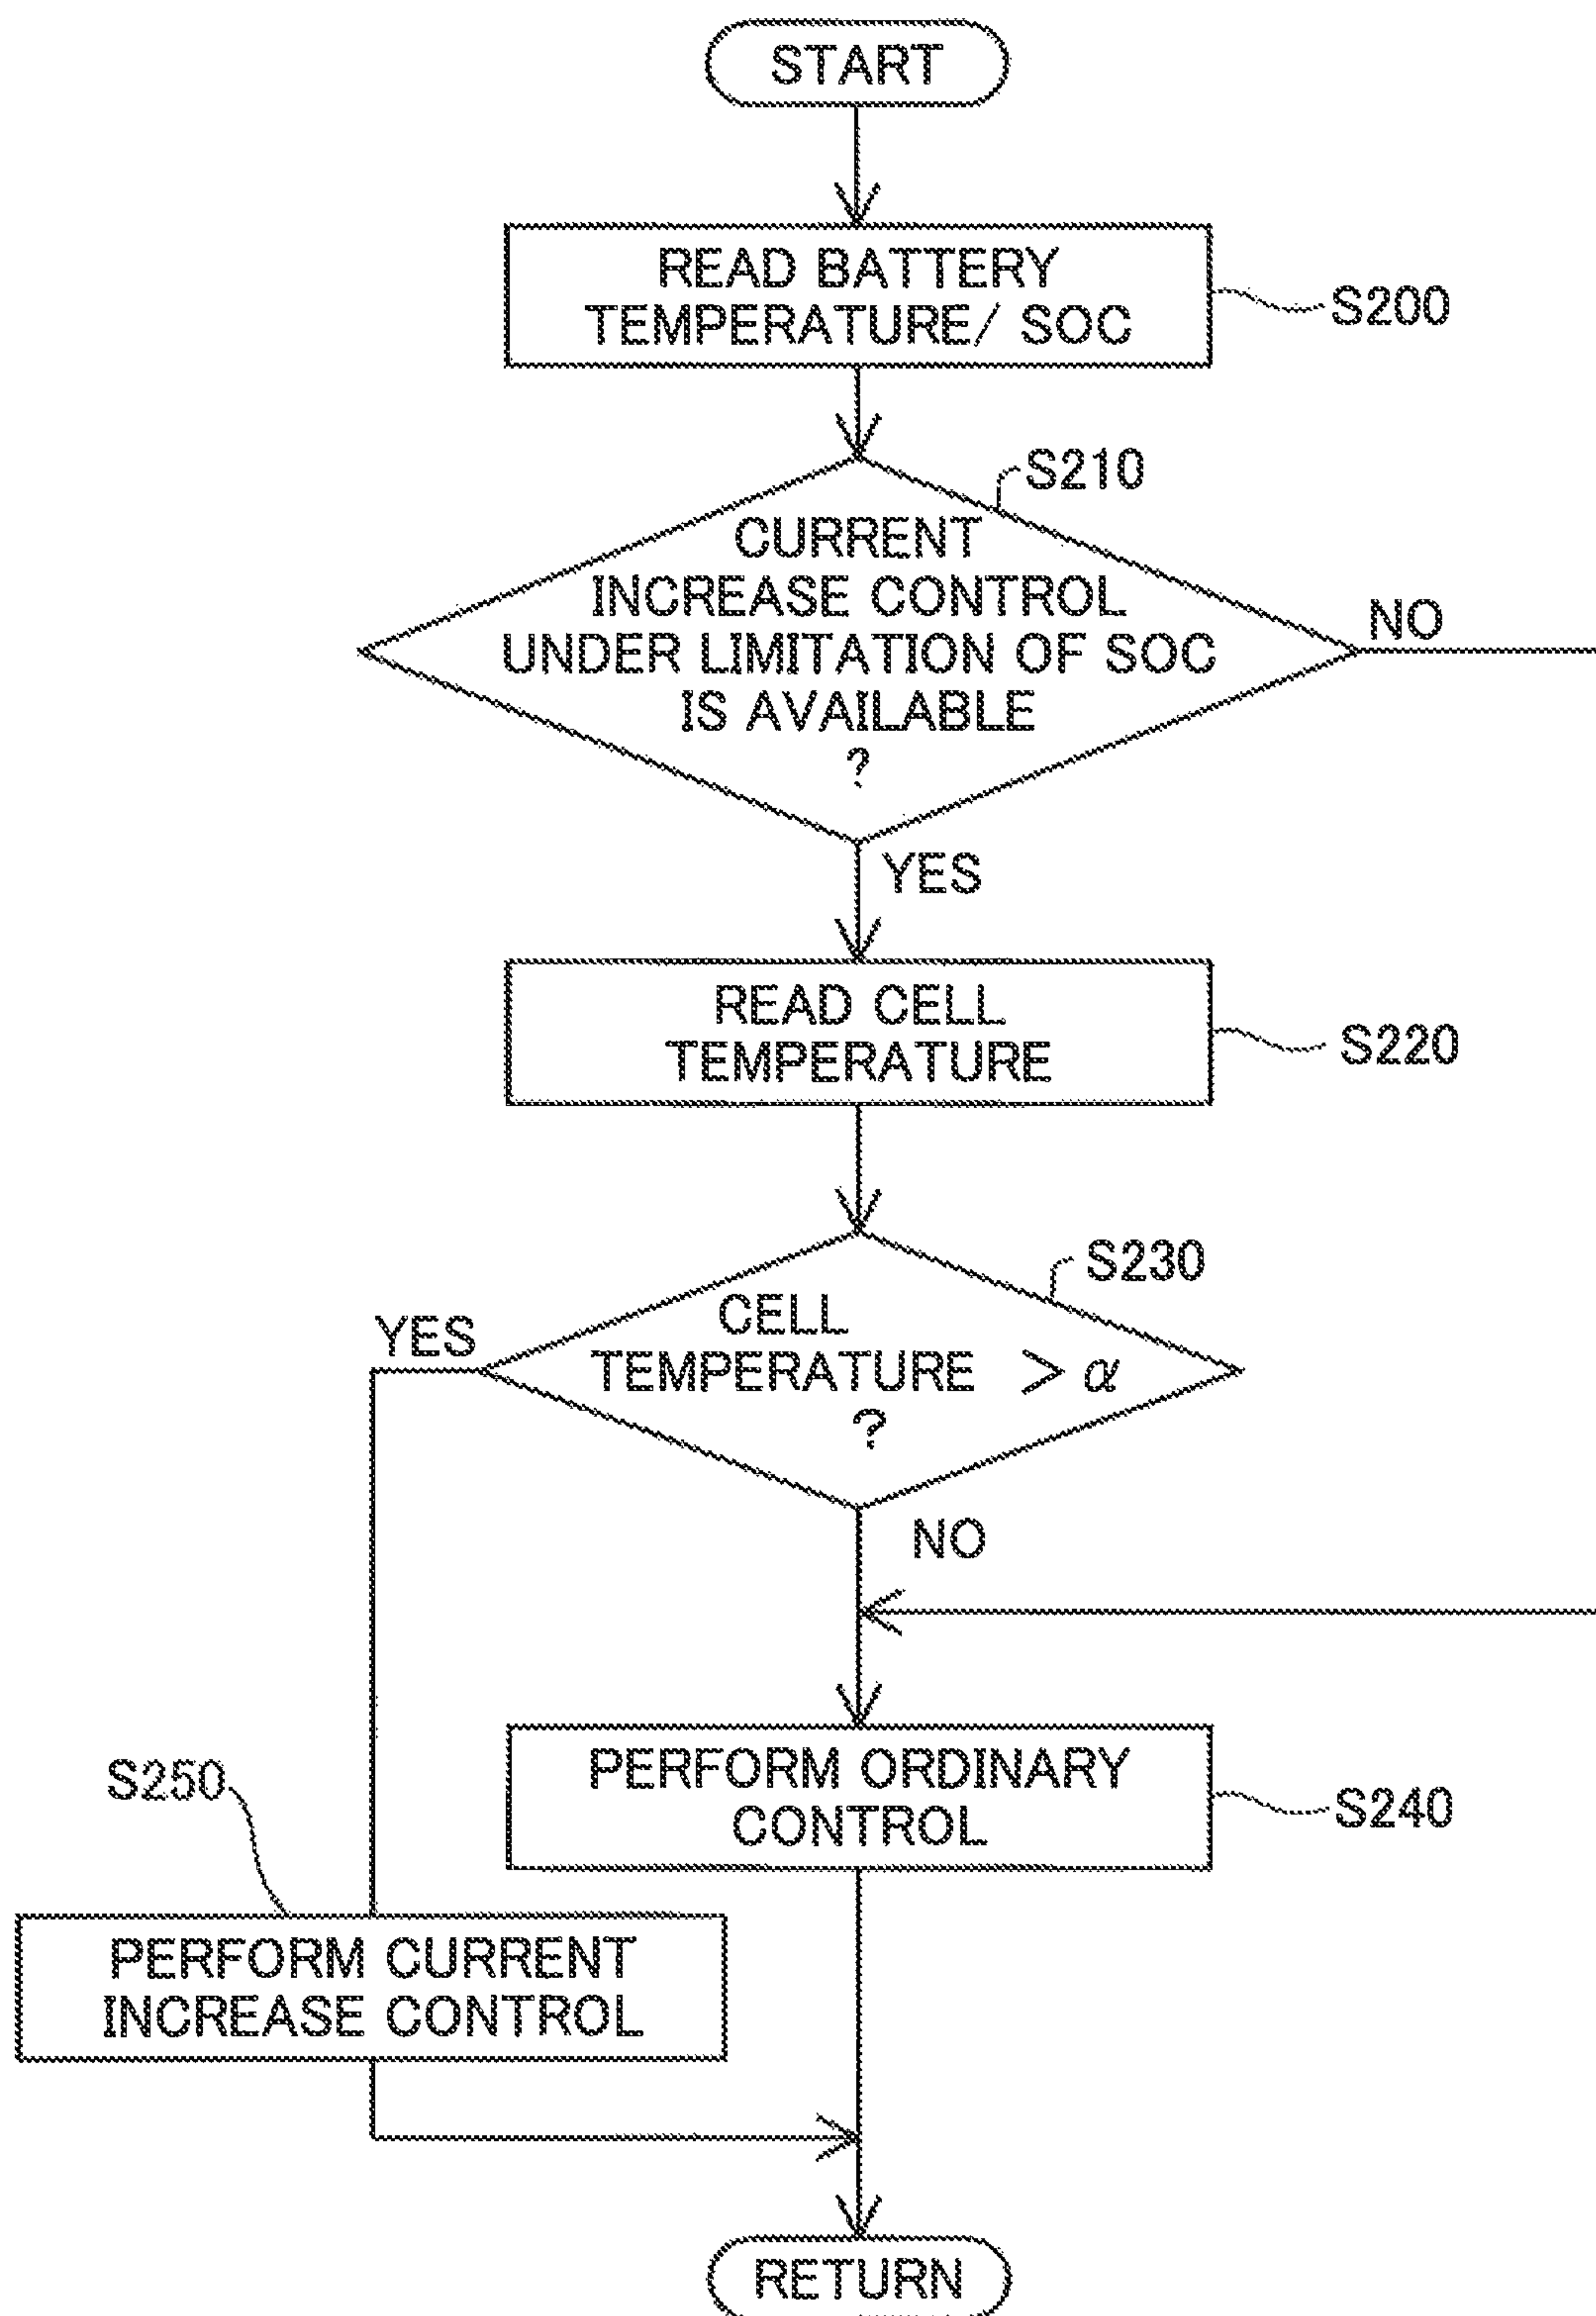 START
READ BATTERY
TEMPERATURE/ SOC
S200
S210
CURRENT
INCREASE CONTROL
UNDER LIMITATION OF SOC
IS AVAILABLE
?
NO
YES
READ CELL
TEMPERATURE
S220
S230
CELL
TEMPERATURE > α
?
YES
NO
PERFORM ORDINARY
CONTROL
S240
S250
PERFORM CURRENT
INCREASE CONTROL
RETURN